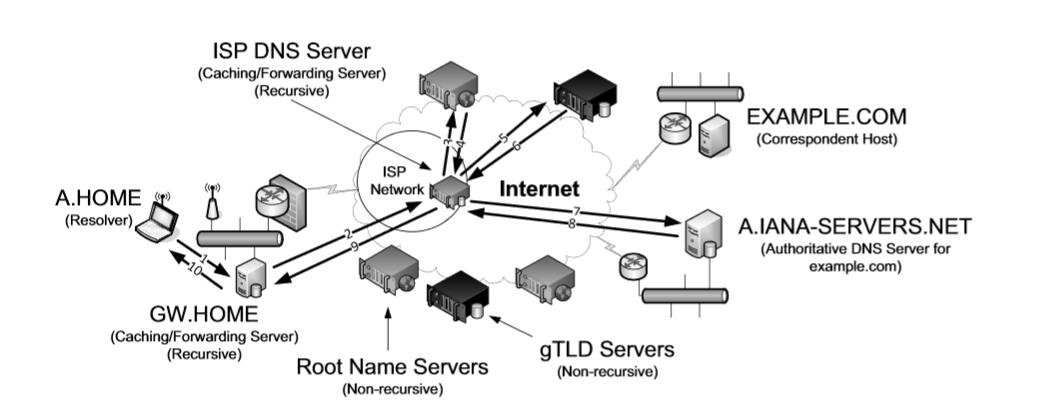 ISP DNS Server
(Caching/Forwarding Server)
(Recursive)
EXAMPLE.COM
(Correspondent Host)
3
4
5
6
ISP
Network
Internet
A.HOME
(Resolver)
7
8
A.IANA-SERVERS.NET
(Authoritative DNS Server for
example.com)
1
10
2
9
GW.HOME
(Caching/Forwarding Server)
(Recursive)
Root Name Servers
(Non-recursive)
gTLD Servers
(Non-recursive)